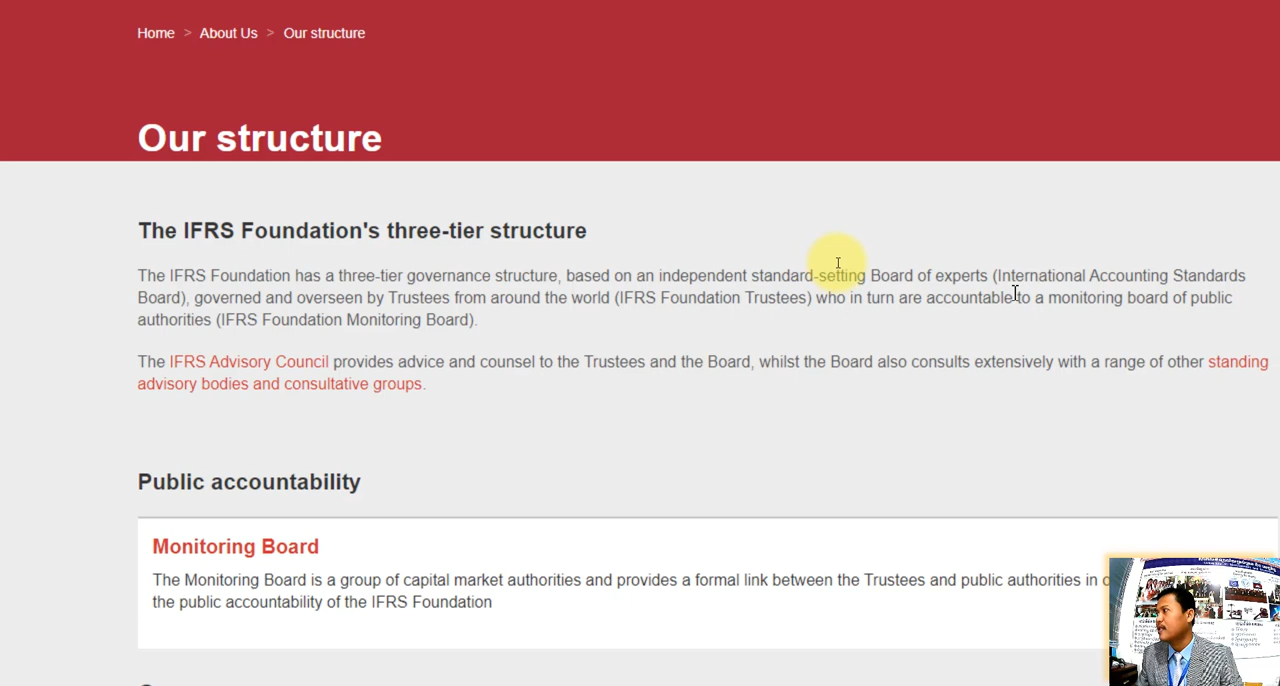 Home > About Us > Our structure
Our structure
The IFRS Foundation's three-tier structure
The IFRS Foundation has a three-tier governance structure, based on an independent standard-setting Board of experts (International Accounting Standards
Board), governed and overseen by Trustees from around the world (IFRS Foundation Trustees) who in turn are accountable to a monitoring board of public
authorities (IFRS Foundation Monitoring Board).
The IFRS Advisory Council provides advice and counsel to the Trustees and the Board, whilst the Board also consults extensively with a range of other standing
advisory bodies and consultative groups.
Public accountability
Monitoring Board
The Monitoring Board is a group of capital market authorities and provides a formal link between the Trustees and public authorities in
the public accountability of the IFRS Foundation